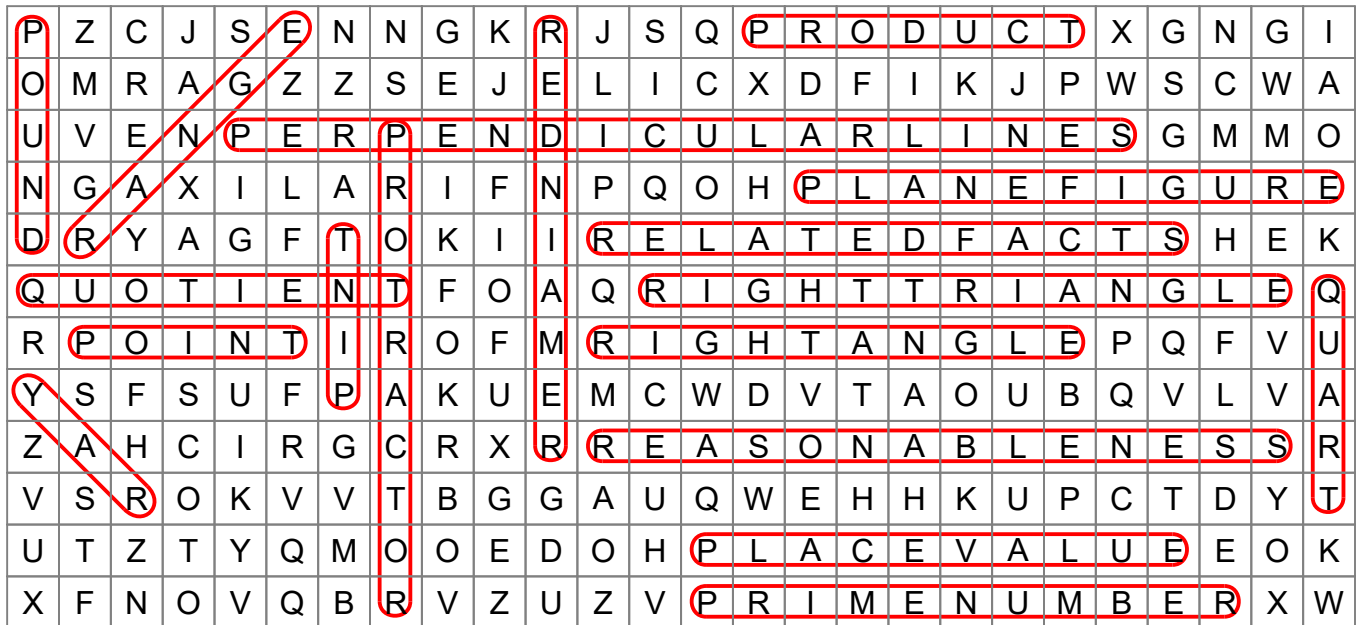 P Z C J S E N N G K R J S Q P R O D U C T X G N G I
O M R A G Z Z S E J E L I C X D F I K J P W S C W A
U V E N P E R P E N D I C U L A R L I N E S G M M O
N G A X I L A R I F N P Q O H P L A N E F I G U R E
D R Y A G F T O K I I R E L A T E D F A C T S H E K
Q U O T I E N T F O A Q R I G H T T R I A N G L E Q
R P O I N T I R O F M R I G H T A N G L E P Q F V U
Y S F S U F P A K U E M C W D V T A O U B Q V L V A
Z A H C I R G C R X R R E A S O N A B L E N E S S R
V S R O K V V T B G G A U Q W E H H K U P C T D Y T
U T Z T Y Q M O O E D O H P L A C E V A L U E E O K
X F N O V Q B R V Z U Z V P R I M E N U M B E R X W